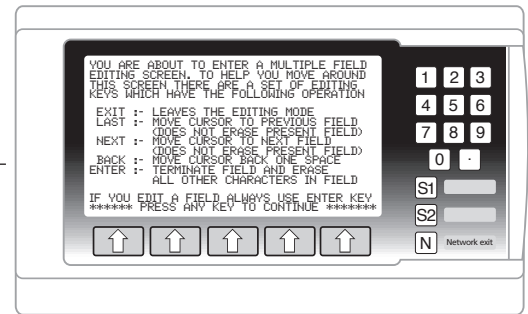 YOU ARE ABOUT TO ENTER A MULTIPLE FIELD
EDITING SCREEN. TO HELP YOU MOVE AROUND
THIS SCREEN THERE ARE A SET OF EDITING
KEYS WHICH HAVE THE FOLLOWING OPERATION
EXIT :- LEAVES THE EDITING MODE
LAST :- MOVE CURSOR TO PREVIOUS FIELD
(DOES NOT ERASE PRESENT FIELD)
NEXT :- MOVE CURSOR TO NEXT FIELD
(DOES NOT ERASE PRESENT FIELD)
BACK :- MOVE CURSOR BACK ONE SPACE
ENTER :- TERMINATE FIELD AND ERASE
ALL OTHER CHARACTERS IN FIELD
IF YOU EDIT A FIELD ALWAYS USE ENTER KEY
****** PRESS ANY KEY TO CONTINUE *******
1 2 3
4 5 6
7 8 9
0 .
S1
S2
N Network exit